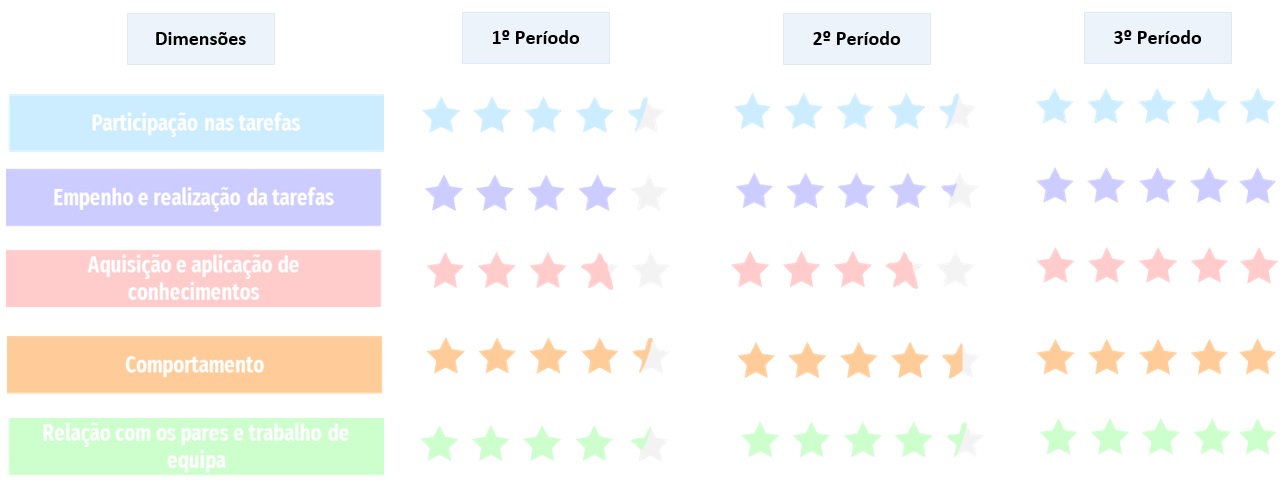 Dimensões
1º Período
2º Período
3º Período
Participação nas tarefas
Empenho e realização da tarefas
Aquisição e aplicação de
conhecimentos
Comportamento
Relação com os pares e trabalho de
equipa